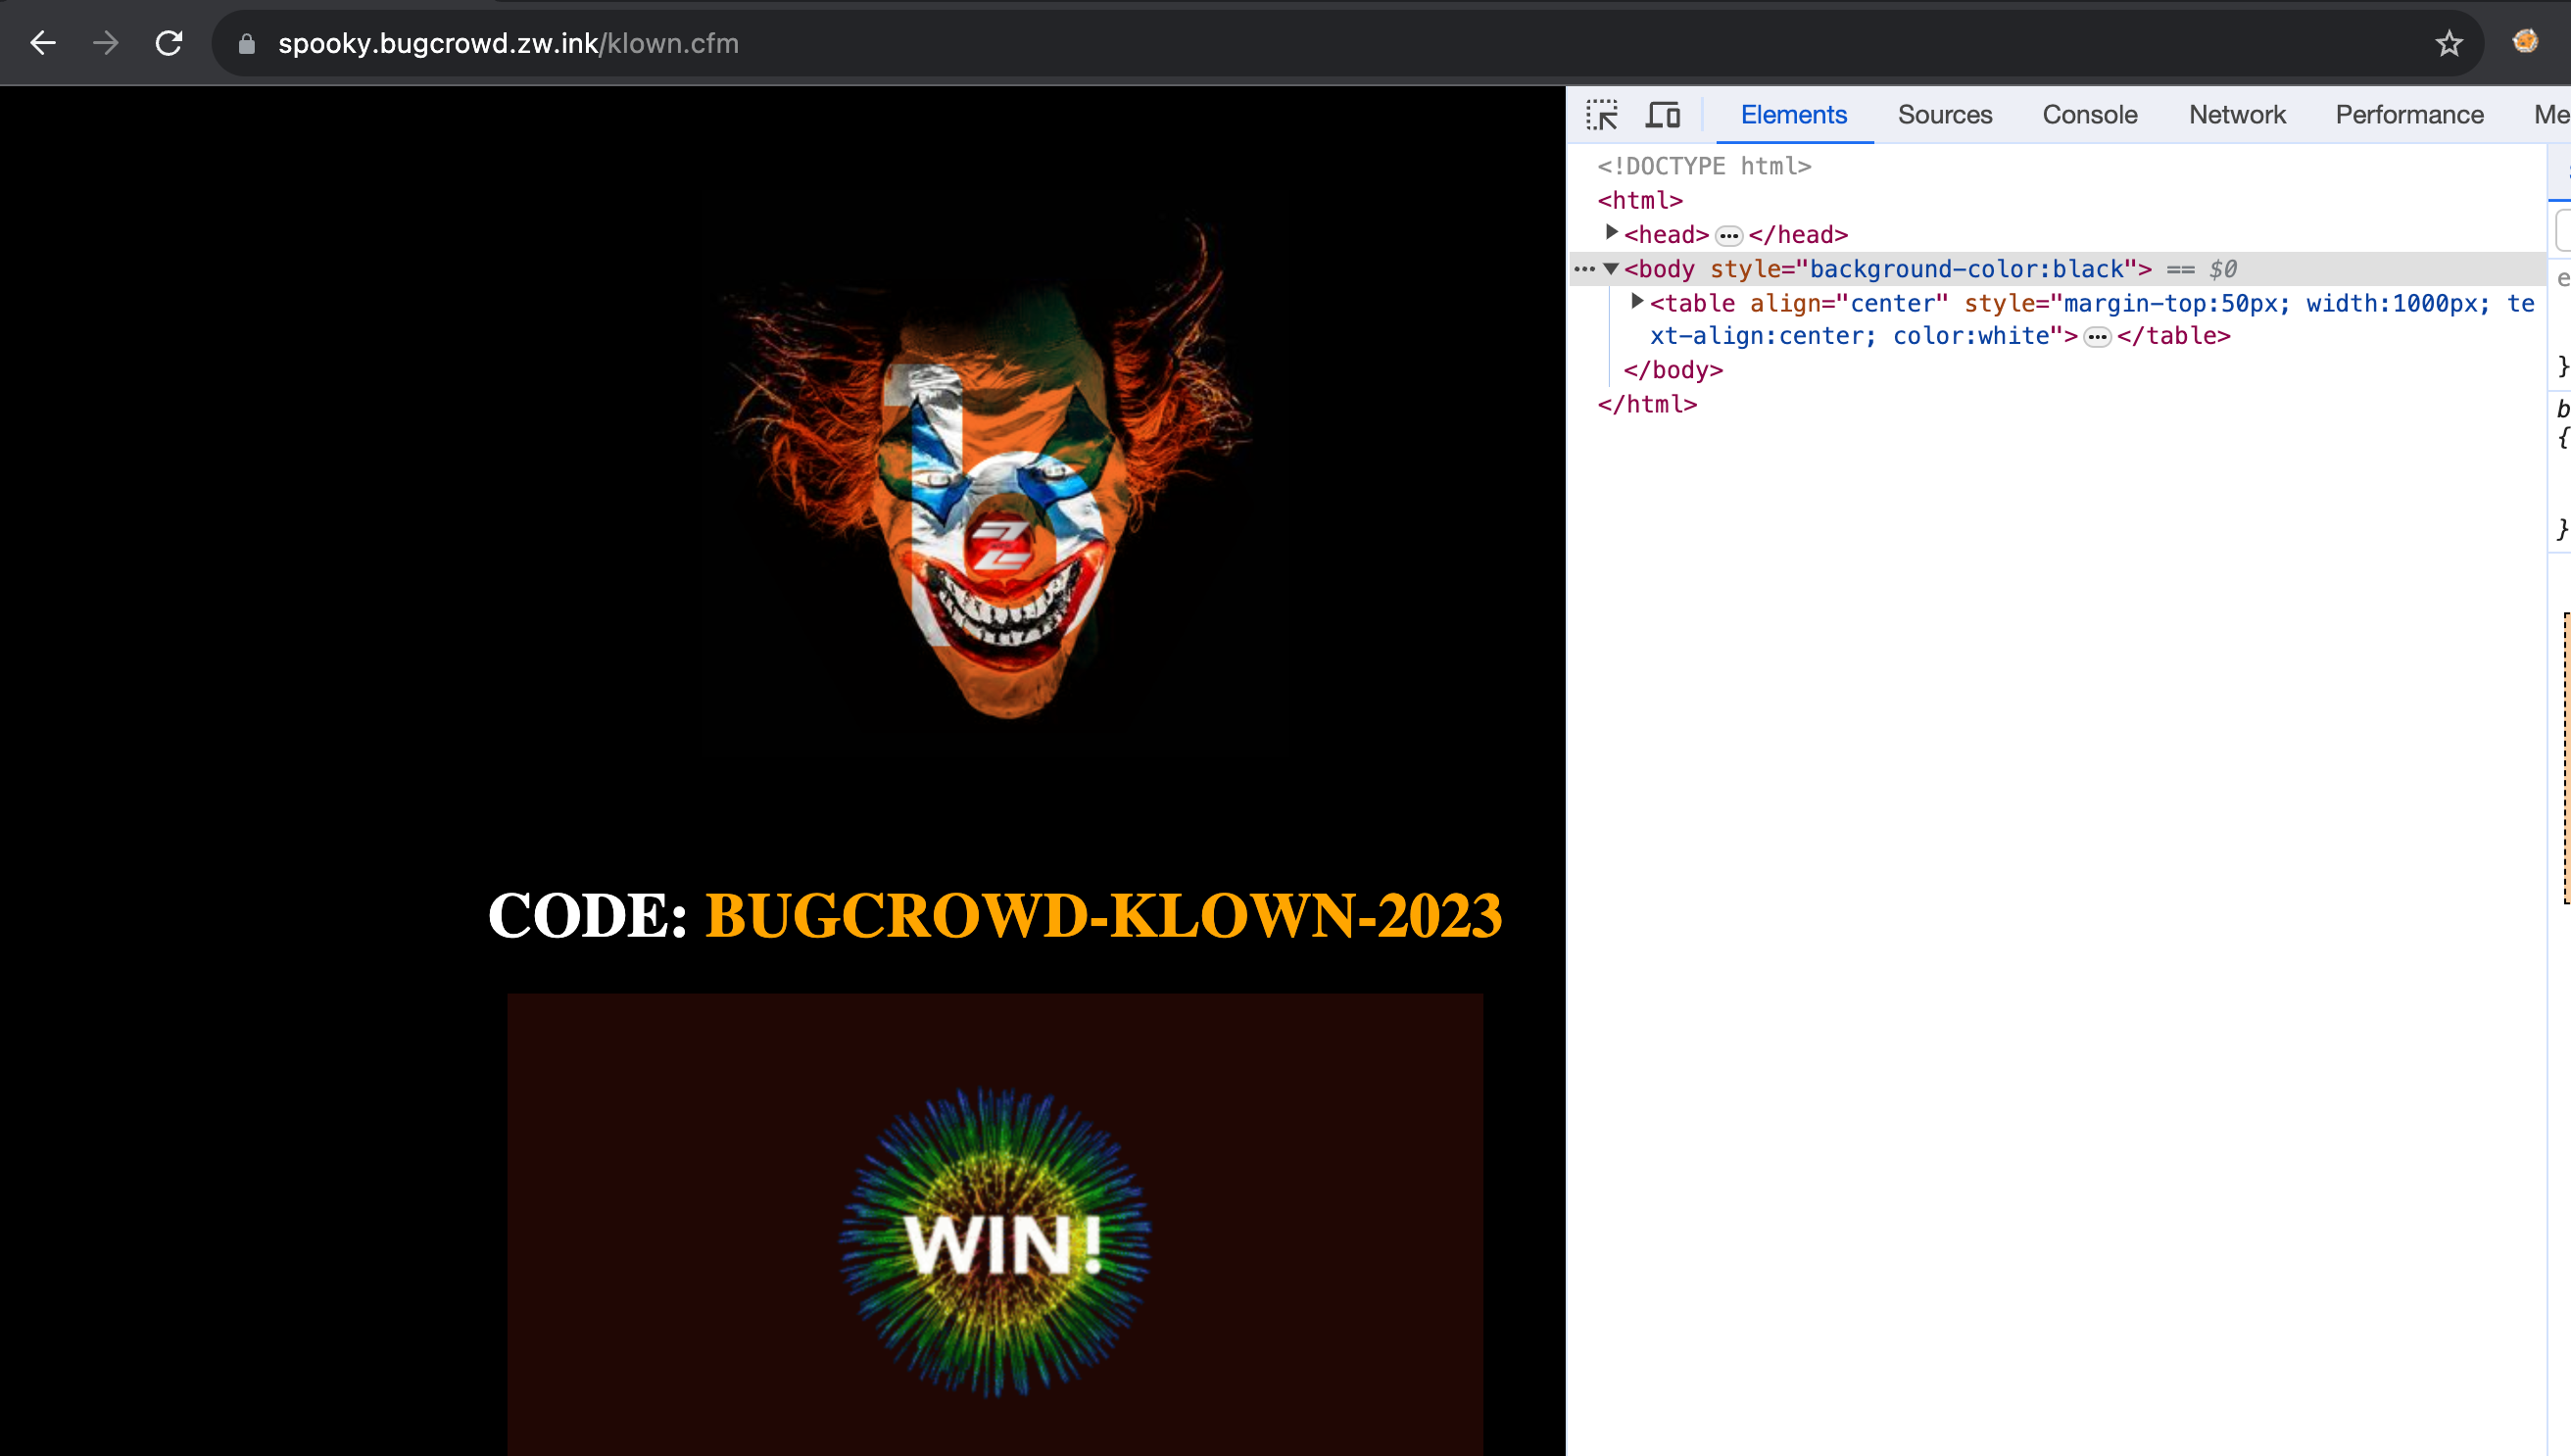 spooky.bugcrowd.zw.ink/klown.cfm
Elements Sources Console Network Performance Me
<!DOCTYPE html>
<html>
<head> ••• </head>
••• <body style="background-color:black"> == $0
<table align="center" style="margin-top:50px; width:1000px; te
xt-align:center; color:white"> ••• </table>
</body>
</html>
e
}
b
{
}
b
Z
CODE: BUGCROWD-KLOWN-2023
WIN!